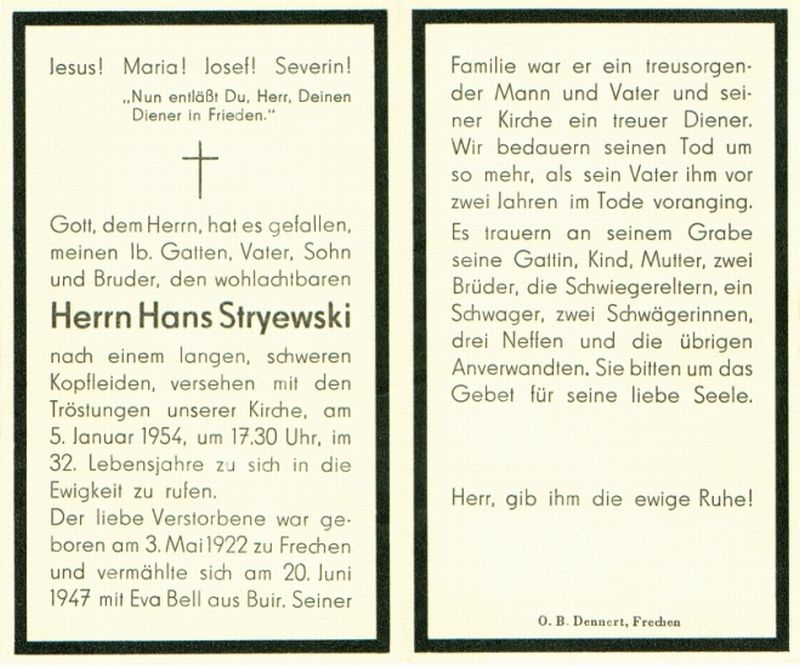 Jesus! Maria! Josef! Severin!
„Nun entläßt Du, Herr, Deinen
Diener in Frieden."
Gott, dem Herrn, hat es gefallen,
meinen lb. Gatten, Vater, Sohn
und Bruder, den wohlachtbaren
Herrn Hans Stryewski
nach einem langen, schweren
Kopfleiden, versehen mit den
Tröstungen unserer Kirche, am
5. Januar 1954, um 17.30 Uhr, im
32. Lebensjahre zu sich in die
Ewigkeit zu rufen.
Der liebe Verstorbene war ge-
boren am 3. Mai 1922 zu Frechen
und vermählte sich am 20. Juni
1947 mit Eva Bell aus Buir. Seiner
Familie war er ein treusorgen-
der Mann und Vater und sei-
ner Kirche ein treuer Diener.
Wir bedauern seinen Tod um
so mehr, als sein Vater ihm vor
zwei Jahren im Tode voranging.
Es trauern an seinem Grabe
seine Gattin, Kind, Mutter, zwei
Brüder, die Schwiegereltern, ein
Schwager, zwei Schwägerinnen,
drei Neffen und die übrigen
Anverwandten. Sie bitten um das
Gebet für seine liebe Seele.
Herr, gib ihm die ewige Ruhe!
O. B. Dennert, Frechen